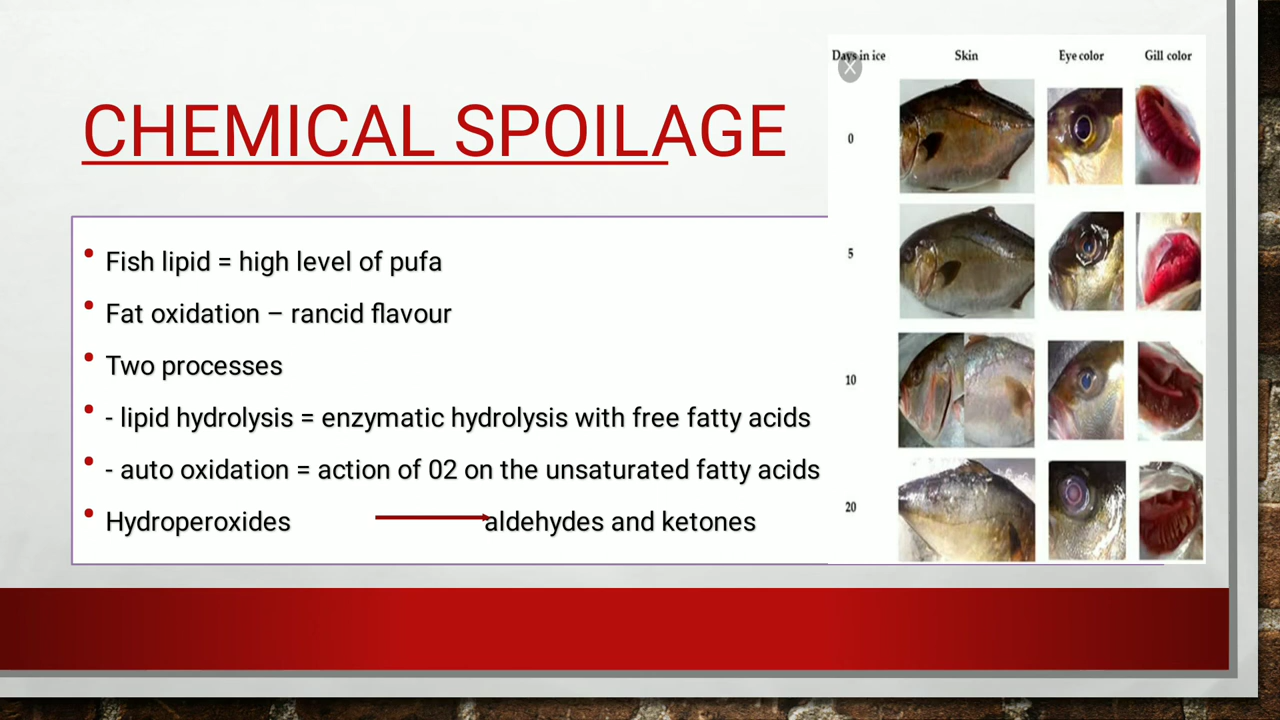 CHEMICAL SPOILAGE
• Fish lipid = high level of pufa
• Fat oxidation – rancid flavour
• Two processes
• - lipid hydrolysis = enzymatic hydrolysis with free fatty acids
• - auto oxidation = action of 02 on the unsaturated fatty acids
• Hydroperoxides aldehydes and ketones
Days in ice Skin Eye color Gill color
0
5
10
20